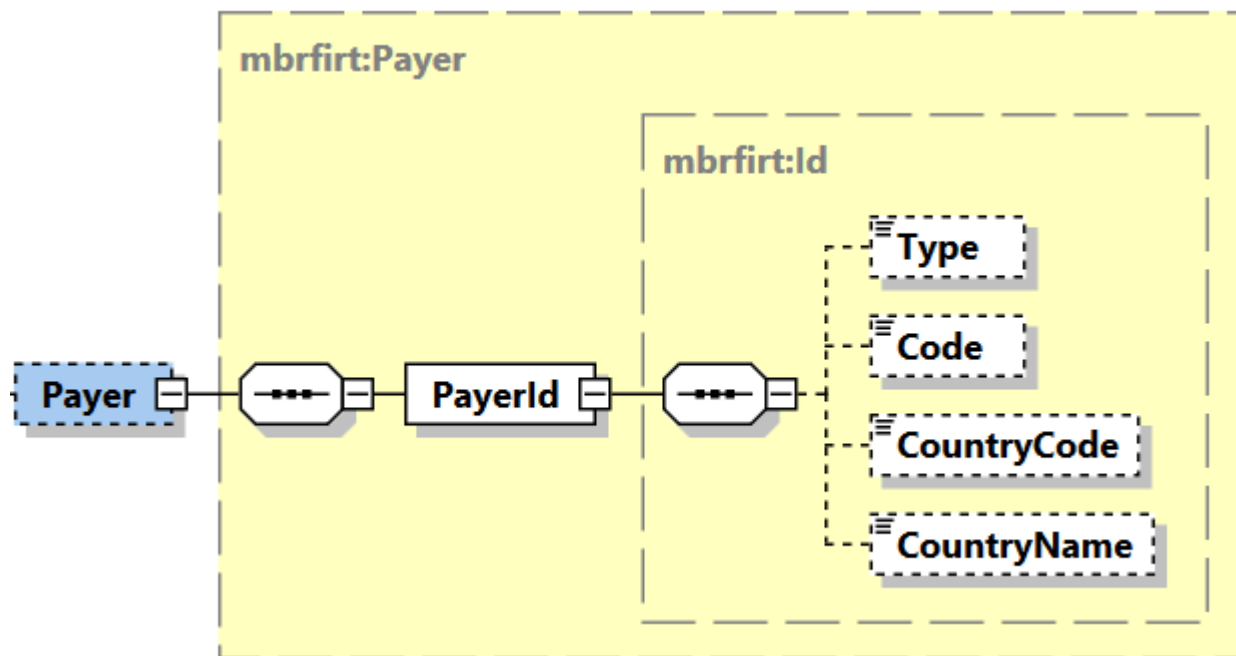 mbrfirt:Payer
mbrfirt:Id
Type
Code
Payer
PayerId
CountryCode
CountryName